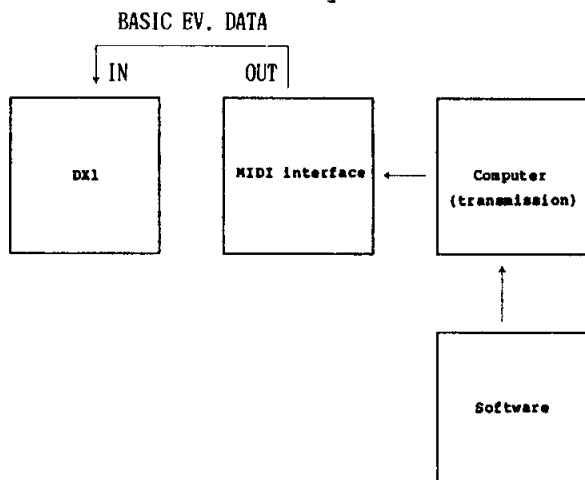 BASIC EV. DATA
IN
OUT
DX1
MIDI interface
Computer
(transmission)
Software